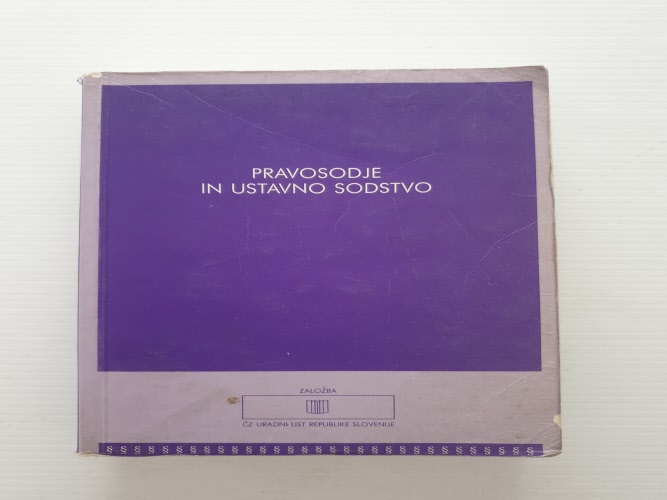 PRAVOSODJE
IN USTAVNO SODSTVO
ZALOŽBA
ČZ URADNI LIST REPUBLIKE SLOVENIJE
§ § § § § § § § § § § § § § § § § § § § § § § § § § § § § §